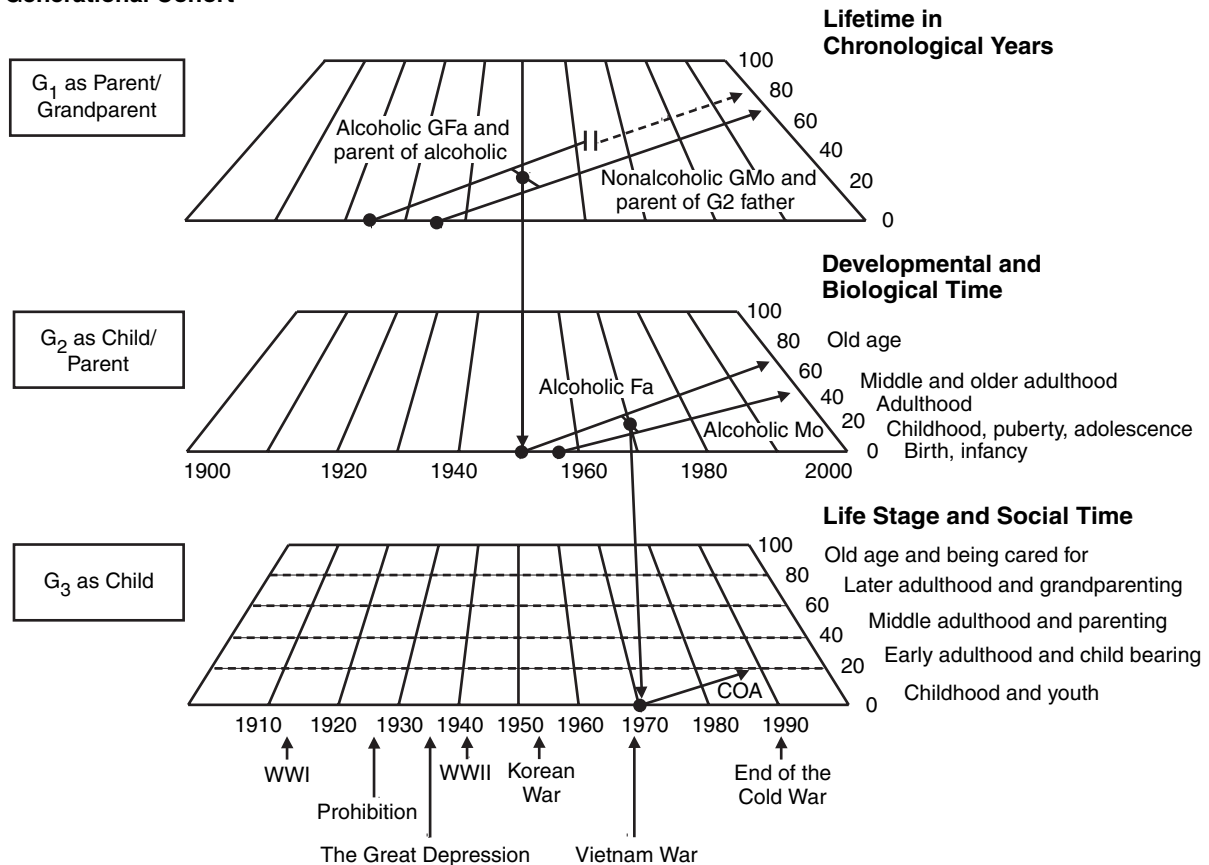 Generational Cohort
Lifetime in
Chronological Years
G1 as Parent/
Grandparent
100
80
60
40
20
0
Alcoholic GFa and
parent of alcoholic
Nonalcoholic GMo and
parent of G2 father
Developmental and
Biological Time
G2 as Child/
Parent
100
80
60
40
20
0
Old age
Middle and older adulthood
Adulthood
Childhood, puberty, adolescence
Birth, infancy
Alcoholic Fa
Alcoholic Mo
1900 1920 1940 1960 1980 2000
Life Stage and Social Time
G3 as Child
100
80
60
40
20
0
Old age and being cared for
Later adulthood and grandparenting
Middle adulthood and parenting
Early adulthood and child bearing
Childhood and youth
COA
1910 1920 1930 1940 1950 1960 1970 1980 1990
WWI
Prohibition
The Great Depression
WWII
Korean
War
Vietnam War
End of the
Cold War